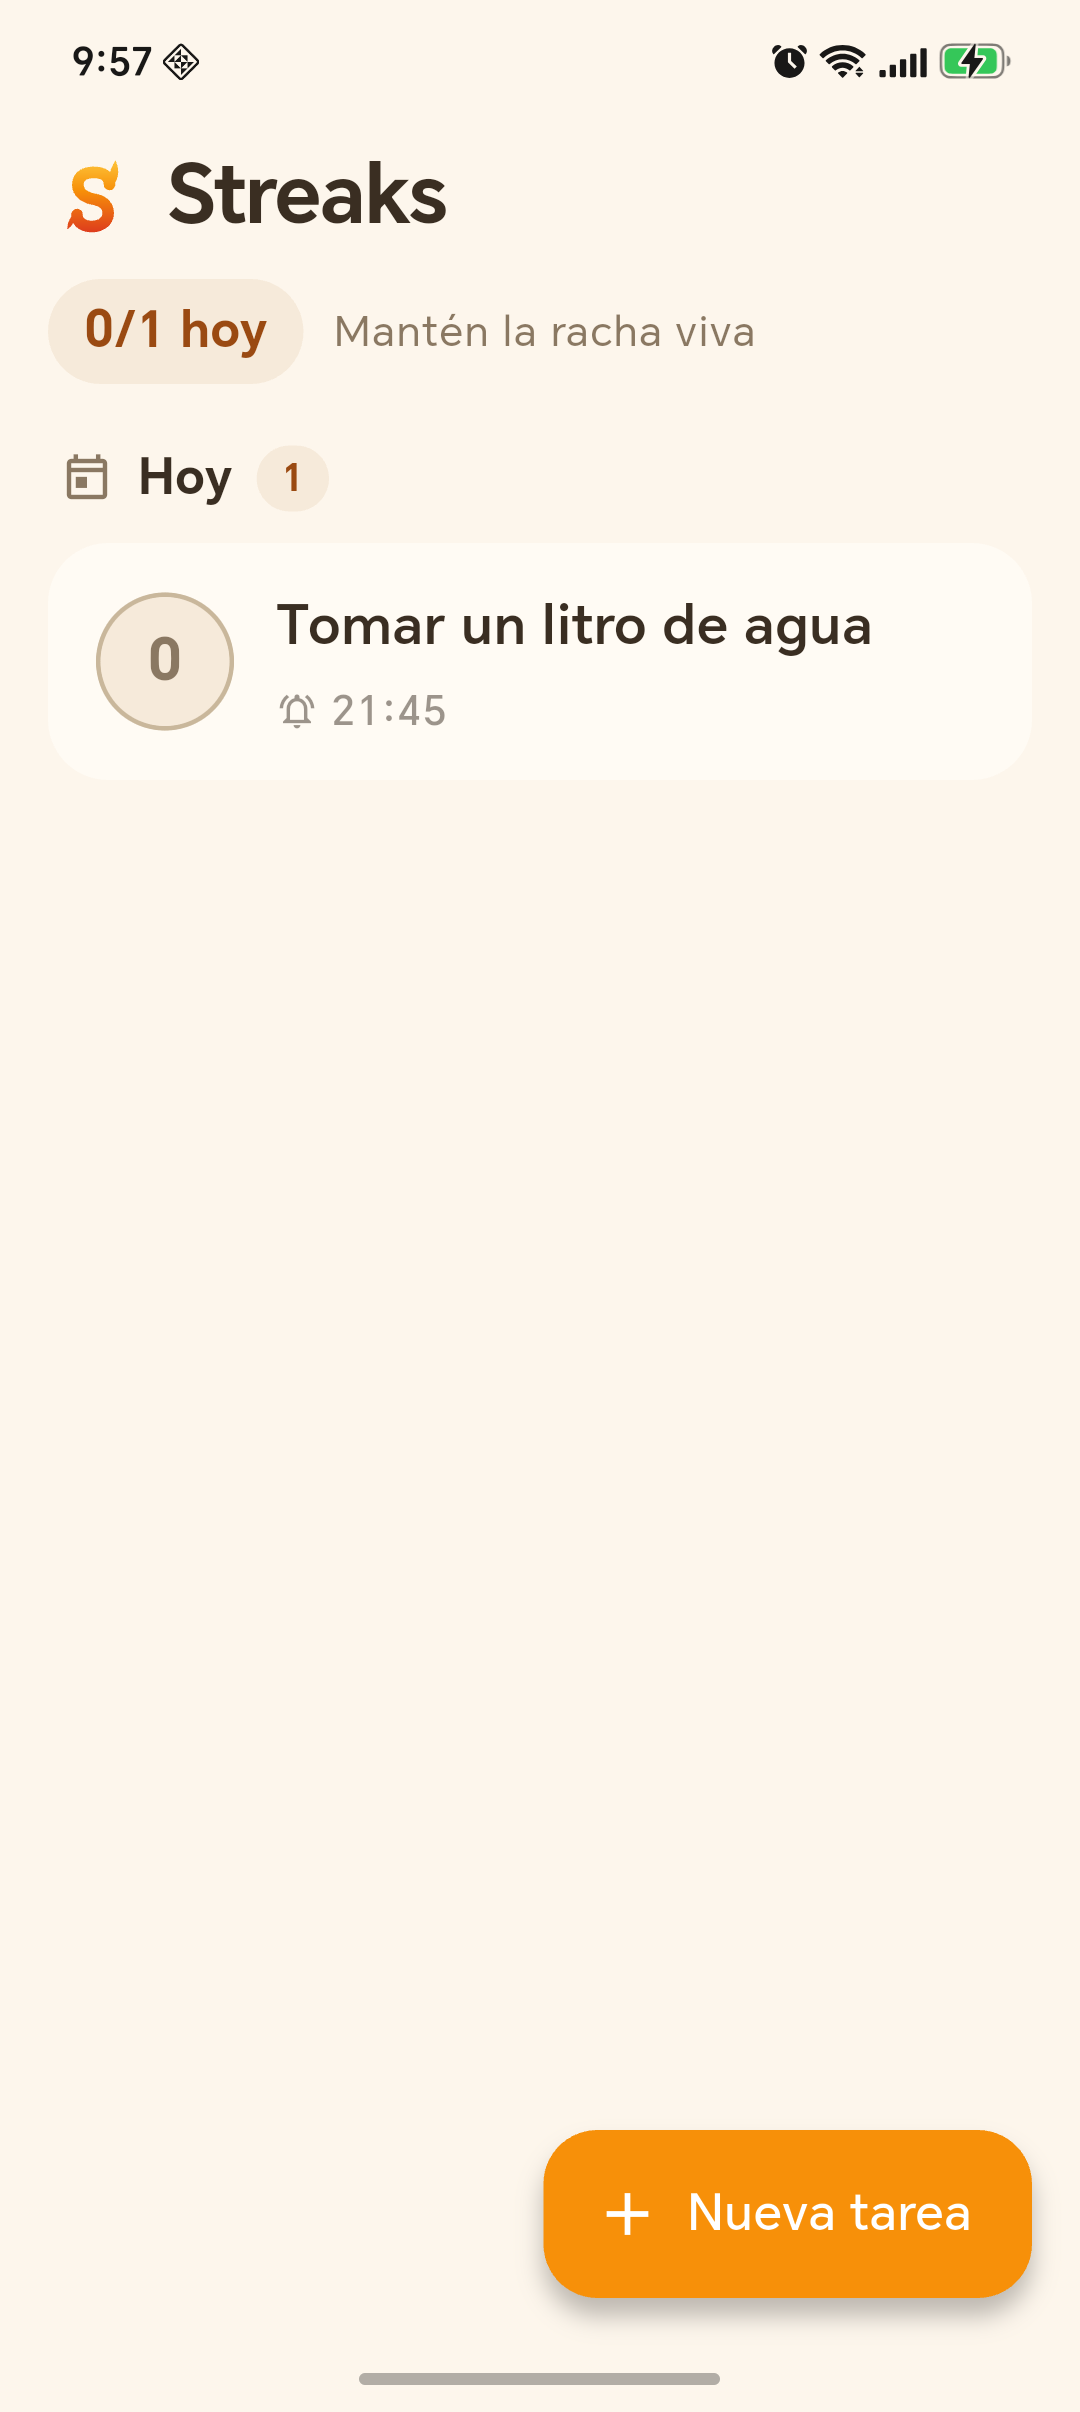 9:57
Streaks
0/1 hoy
Mantén la racha viva
Hoy 1
0
Tomar un litro de agua
21:45
Nueva tarea